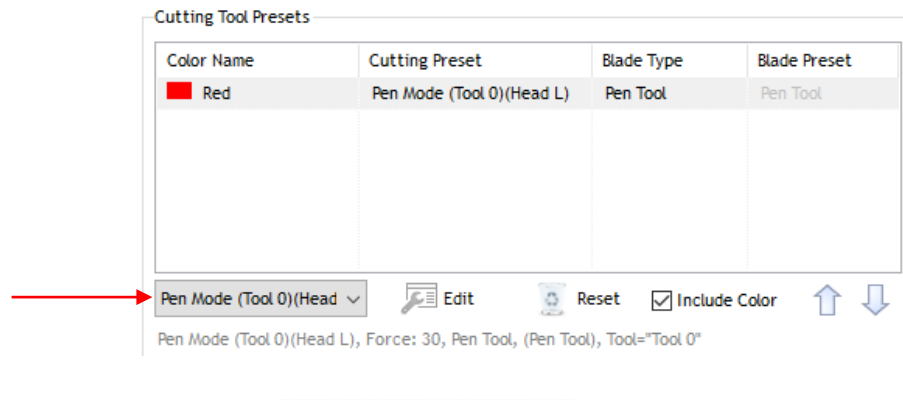 Cutting Tool Presets
Color Name Cutting Preset Blade Type Blade Preset
Red Pen Mode (Tool 0)(Head L) Pen Tool Pen Tool
Pen Mode (Tool 0)(Head Edit Reset Include Color
Pen Mode (Tool 0)(Head L), Force: 30, Pen Tool, (Pen Tool), Tool="Tool 0"